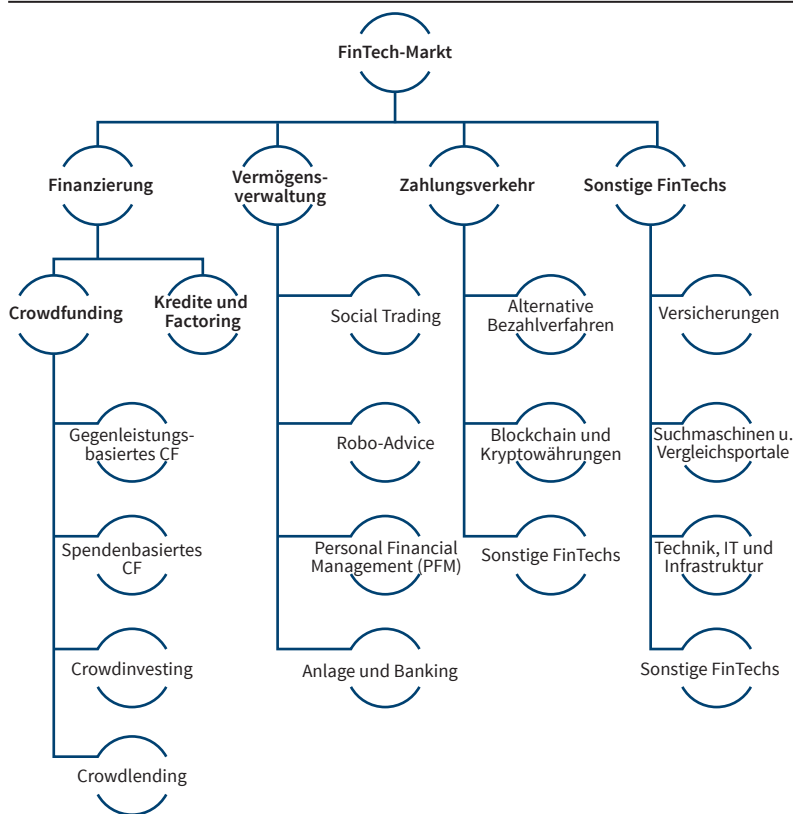 FinTech-Markt
Finanzierung
Vermögens-
verwaltung
Zahlungsverkehr
Sonstige FinTechs
Crowdfunding
Kredite und
Factoring
Social Trading
Alternative
Bezahlverfahren
Versicherungen
Gegenleistungs-
basiertes CF
Robo-Advice
Blockchain und
Kryptowährungen
Suchmaschinen u.
Vergleichsportale
Spendenbasiertes
CF
Personal Financial
Management (PFM)
Sonstige FinTechs
Technik, IT und
Infrastruktur
Crowdinvesting
Anlage und Banking
Sonstige FinTechs
Crowdlending